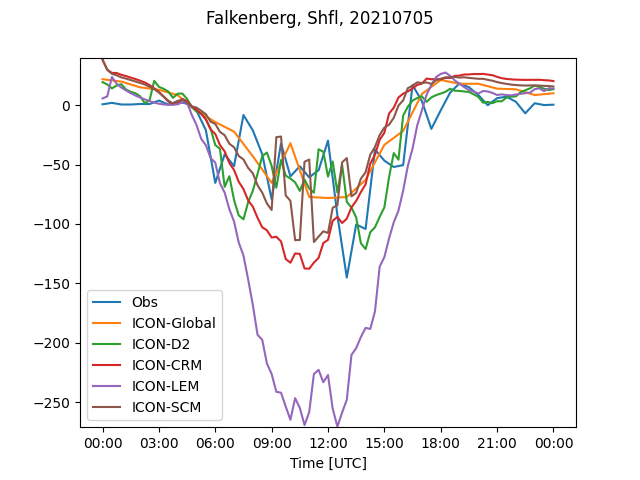 Falkenberg, Shfl, 20210705
0
−50
−100
−150
−200
−250
Obs
ICON-Global
ICON-D2
ICON-CRM
ICON-LEM
ICON-SCM
00:00 03:00 06:00 09:00 12:00 15:00 18:00 21:00 00:00
Time [UTC]